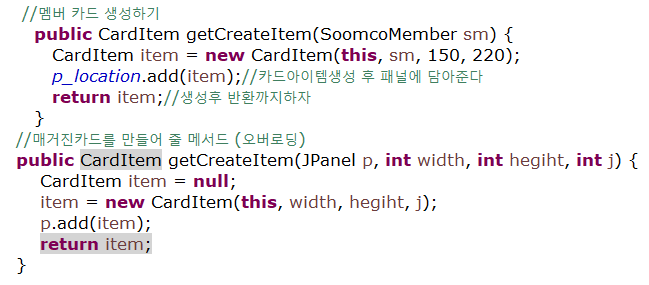 //멤버 카드 생성하기
public CardItem getCreateItem(SoomcoMember sm) {
CardItem item = new CardItem(this, sm, 150, 220);
p_location.add(item);//카드아이템생성 후 패널에 담아준다
return item;//생성후 반환까지하자
}
//매거진카드를 만들어 줄 메서드 (오버로딩)
public CardItem getCreateItem(JPanel p, int width, int hegiht, int j) {
CardItem item = null;
item = new CardItem(this, width, hegiht, j);
p.add(item);
return item;
}